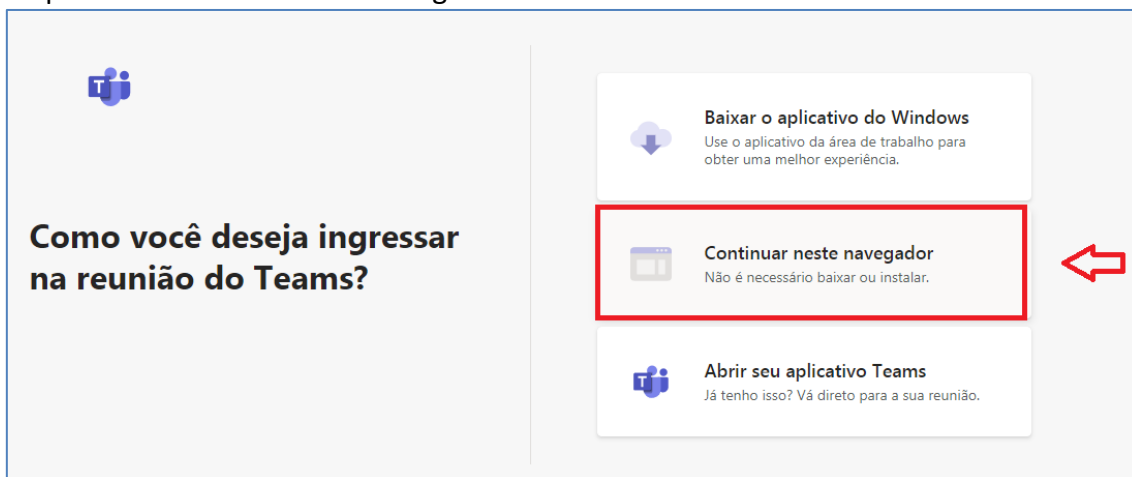 Como você deseja ingressar
na reunião do Teams?
Baixar o aplicativo do Windows
Use o aplicativo da área de trabalho para
obter uma melhor experiência.
Continuar neste navegador
Não é necessário baixar ou instalar.
Abrir seu aplicativo Teams
Já tenho isso? Vá direto para a sua reunião.